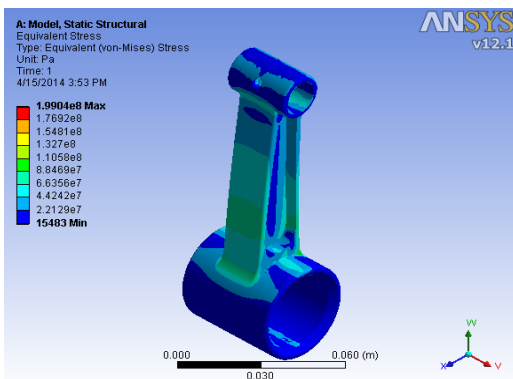 A: Model, Static Structural
Equivalent Stress
Type: Equivalent (von-Mises) Stress
Unit: Pa
Time: 1
4/15/2014 3:53 PM
1.9904e8 Max
1.7692e8
1.5481e8
1.327e8
1.1058e8
8.8469e7
6.6356e7
4.4242e7
2.2129e7
15483 Min
ANSYS
v12.1
0.000
0.060 (m)
0.030
X
Y